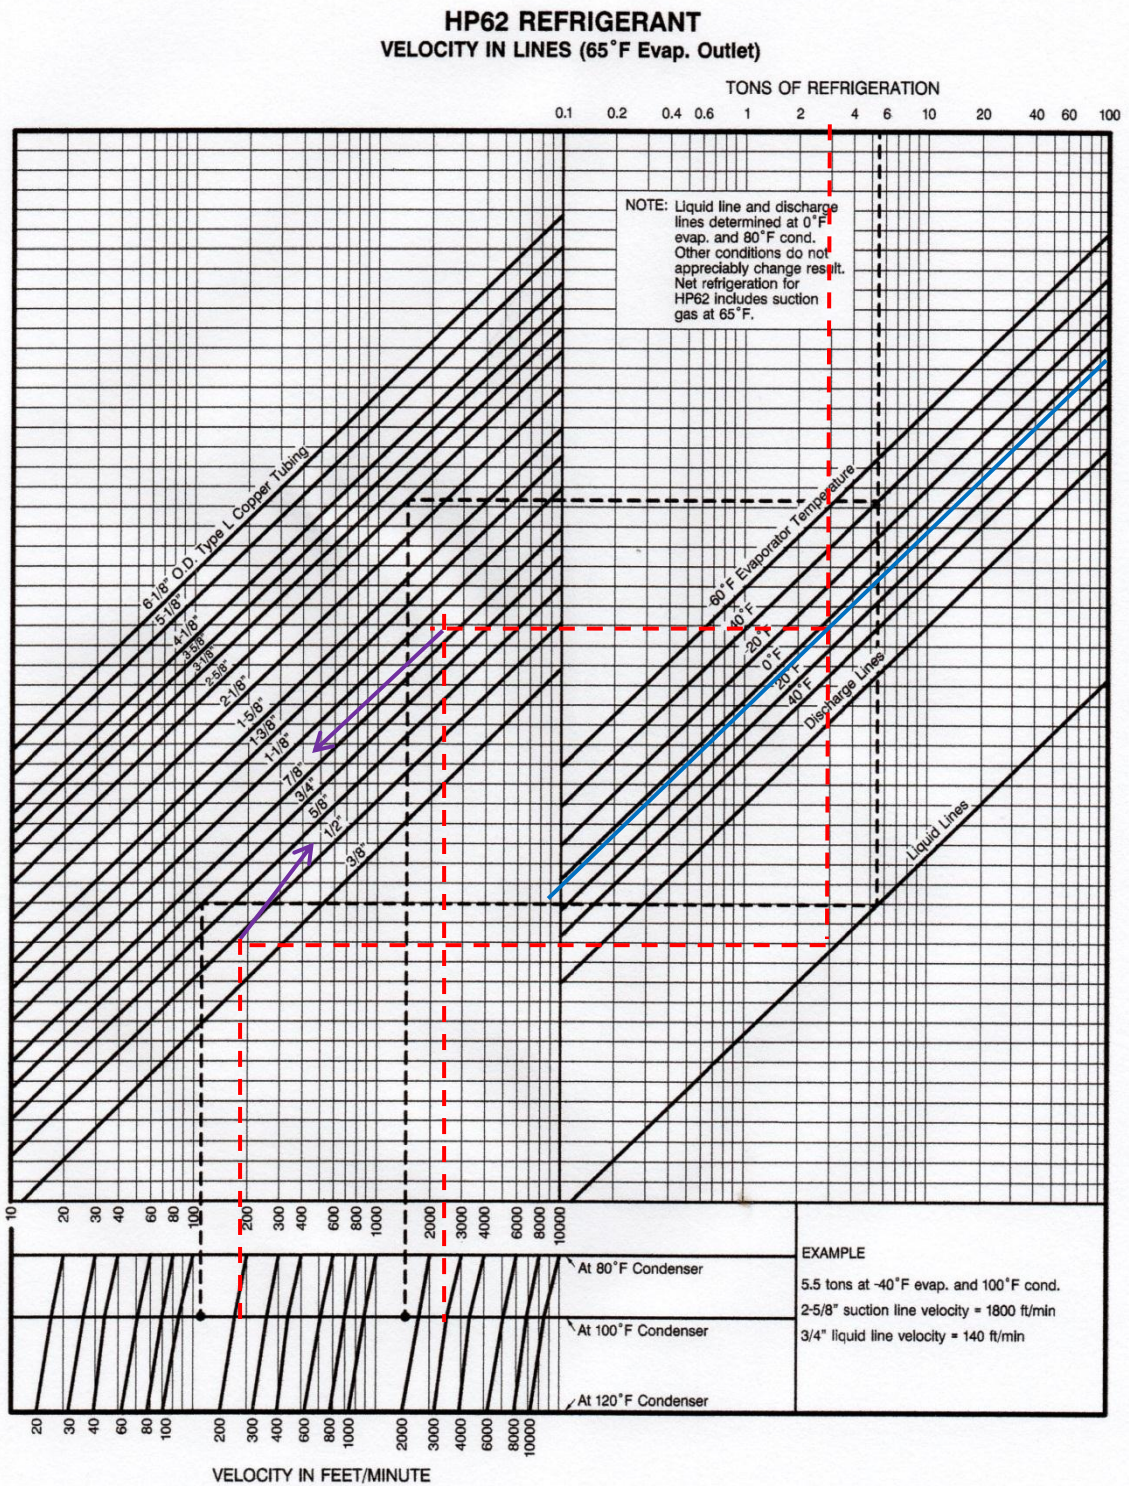 HP62 REFRIGERANT
VELOCITY IN LINES (65°F Evap. Outlet)
TONS OF REFRIGERATION
0.1 0.2 0.4 0.6 1 2 4 6 10 20 40 60 100
NOTE: Liquid line and discharge
lines determined at 0°F
evap. and 80°F cond.
Other conditions do not
appreciably change result.
Net refrigeration for
HP62 includes suction
gas at 65°F.
6-1/8" O.D. Type L Copper Tubing
5-1/8"
4-1/8"
3-5/8"
3-1/8"
2-5/8"
2-1/8"
1-5/8"
1-3/8"
1-1/8"
7/8"
3/4"
5/8"
1/2"
3/8"
-60°F Evaporator Temperature
-40°F
-20°F
0°F
20°F
40°F
Discharge Lines
Liquid Lines
10 20 30 40 60 80 100 200 300 400 600 800 1000 2000 3000 4000 6000 8000 10000
At 80°F Condenser
At 100°F Condenser
At 120°F Condenser
20 30 40 60 80 100 200 300 400 600 800 1000 2000 3000 4000 6000 8000 10000
VELOCITY IN FEET/MINUTE
EXAMPLE
5.5 tons at -40°F evap. and 100°F cond.
2-5/8" suction line velocity = 1800 ft/min
3/4" liquid line velocity = 140 ft/min